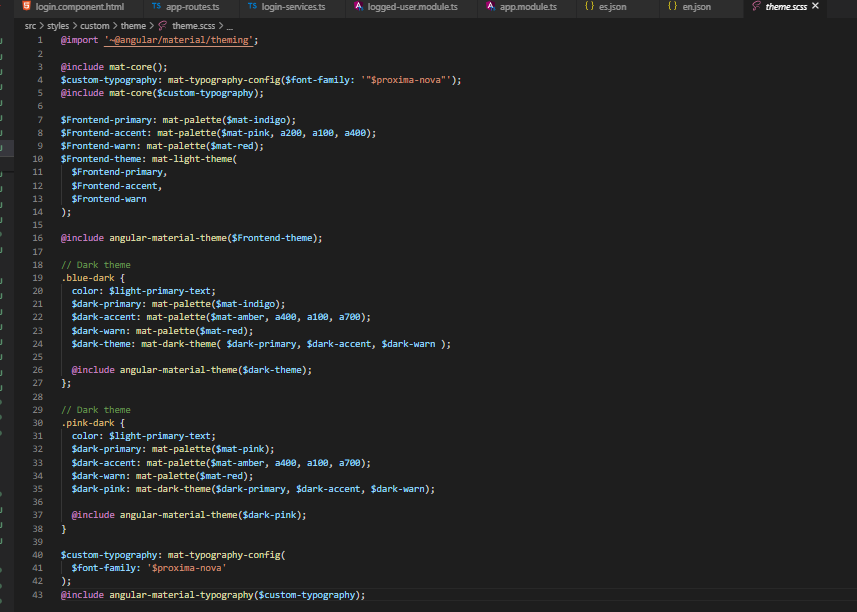 login.component.html TS app-routes.ts TS login-services.ts logged-user.module.ts app.module.ts { } es.json { } en.json theme.scss
src > styles > custom > theme > theme.scss > ...
1 @import '~@angular/material/theming';
2
3 @include mat-core();
4 $custom-typography: mat-typography-config($font-family: '"$proxima-nova"');
5 @include mat-core($custom-typography);
6
7 $Frontend-primary: mat-palette($mat-indigo);
8 $Frontend-accent: mat-palette($mat-pink, a200, a100, a400);
9 $Frontend-warn: mat-palette($mat-red);
10 $Frontend-theme: mat-light-theme(
11 $Frontend-primary,
12 $Frontend-accent,
13 $Frontend-warn
14 );
15
16 @include angular-material-theme($Frontend-theme);
17
18 // Dark theme
19 .blue-dark {
20 color: $light-primary-text;
21 $dark-primary: mat-palette($mat-indigo);
22 $dark-accent: mat-palette($mat-amber, a400, a100, a700);
23 $dark-warn: mat-palette($mat-red);
24 $dark-theme: mat-dark-theme( $dark-primary, $dark-accent, $dark-warn );
25
26 @include angular-material-theme($dark-theme);
27 };
28
29 // Dark theme
30 .pink-dark {
31 color: $light-primary-text;
32 $dark-primary: mat-palette($mat-pink);
33 $dark-accent: mat-palette($mat-amber, a400, a100, a700);
34 $dark-warn: mat-palette($mat-red);
35 $dark-pink: mat-dark-theme($dark-primary, $dark-accent, $dark-warn);
36
37 @include angular-material-theme($dark-pink);
38 }
39
40 $custom-typography: mat-typography-config(
41 $font-family: '$proxima-nova'
42 );
43 @include angular-material-typography($custom-typography);